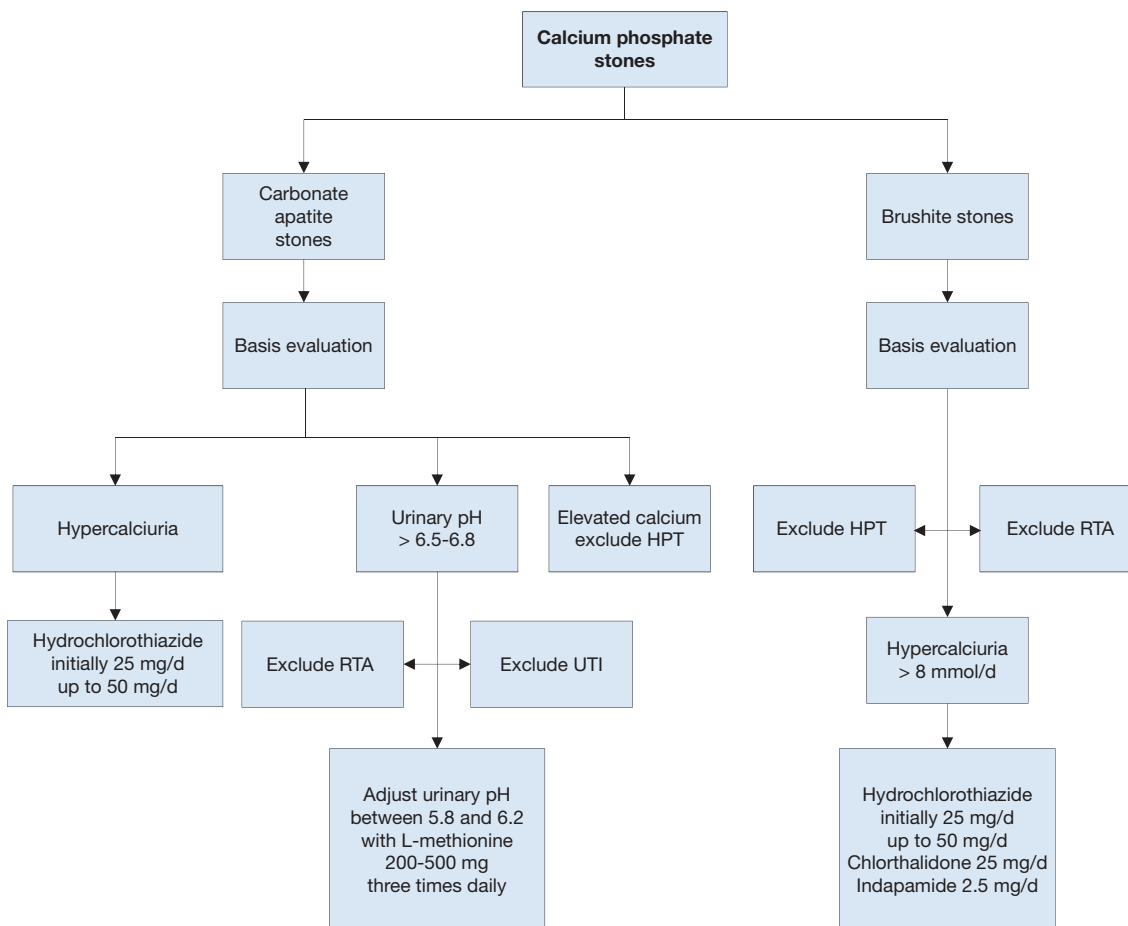 Calcium phosphate
stones
Carbonate
apatite
stones
Brushite stones
Basis evaluation
Basis evaluation
Hypercalciuria
Urinary pH
> 6.5-6.8
Elevated calcium
exclude HPT
Exclude HPT
Exclude RTA
Hydrochlorothiazide
initially 25 mg/d
up to 50 mg/d
Exclude RTA
Exclude UTI
Hypercalciuria
> 8 mmol/d
Adjust urinary pH
between 5.8 and 6.2
with L-methionine
200-500 mg
three times daily
Hydrochlorothiazide
initially 25 mg/d
up to 50 mg/d
Chlorthalidone 25 mg/d
Indapamide 2.5 mg/d